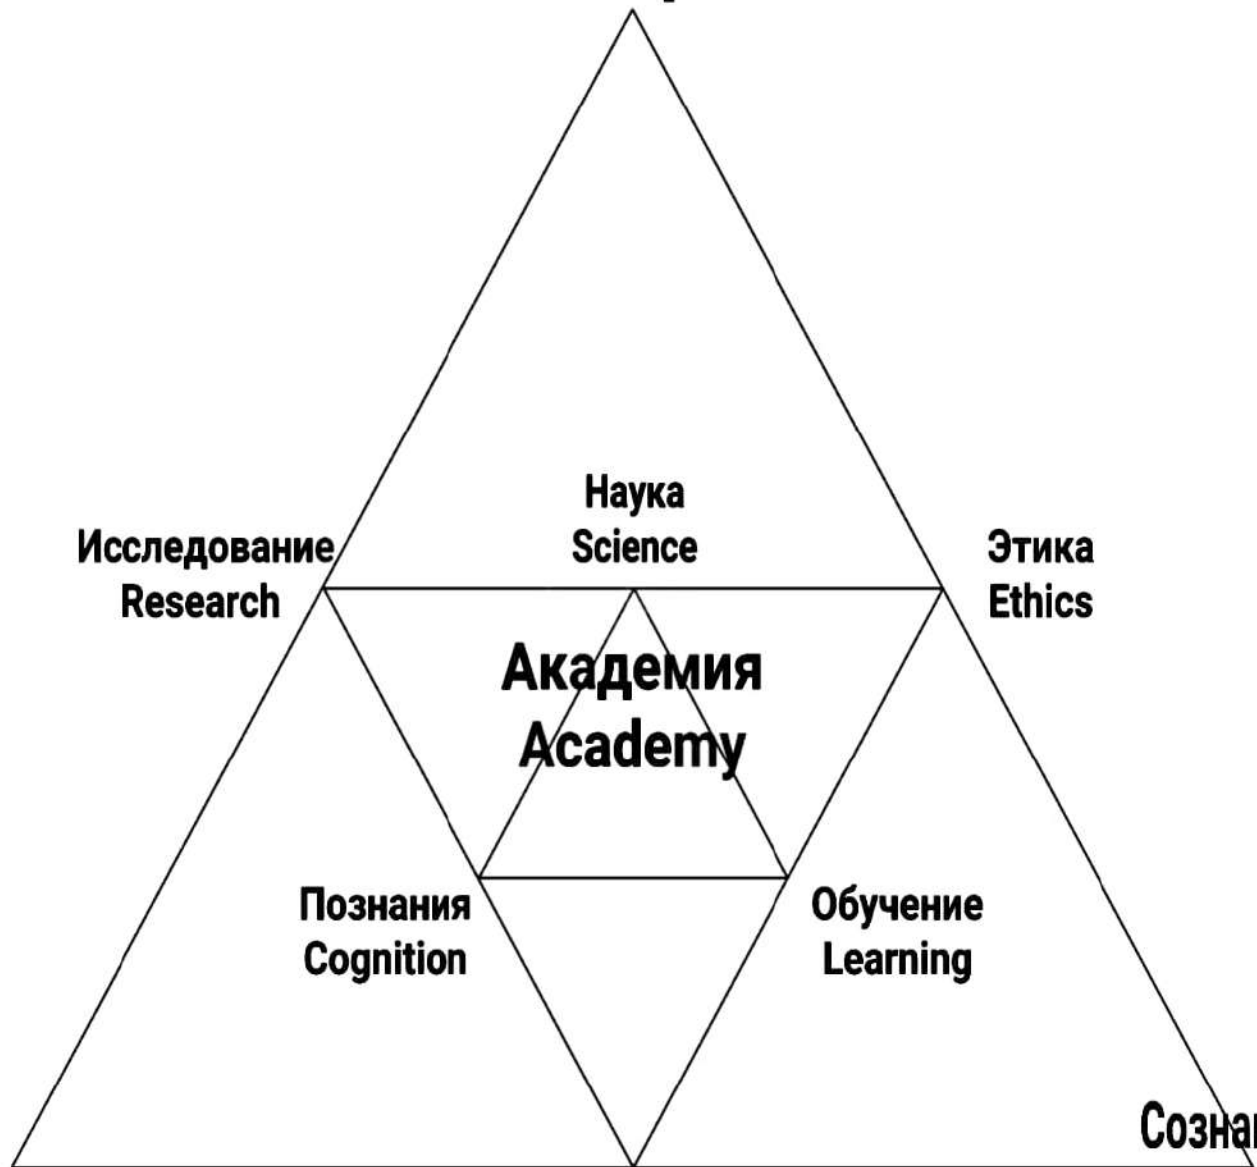 Наука
Science
Исследование
Research
Этика
Ethics
Академия
Academy
Познания
Cognition
Обучение
Learning